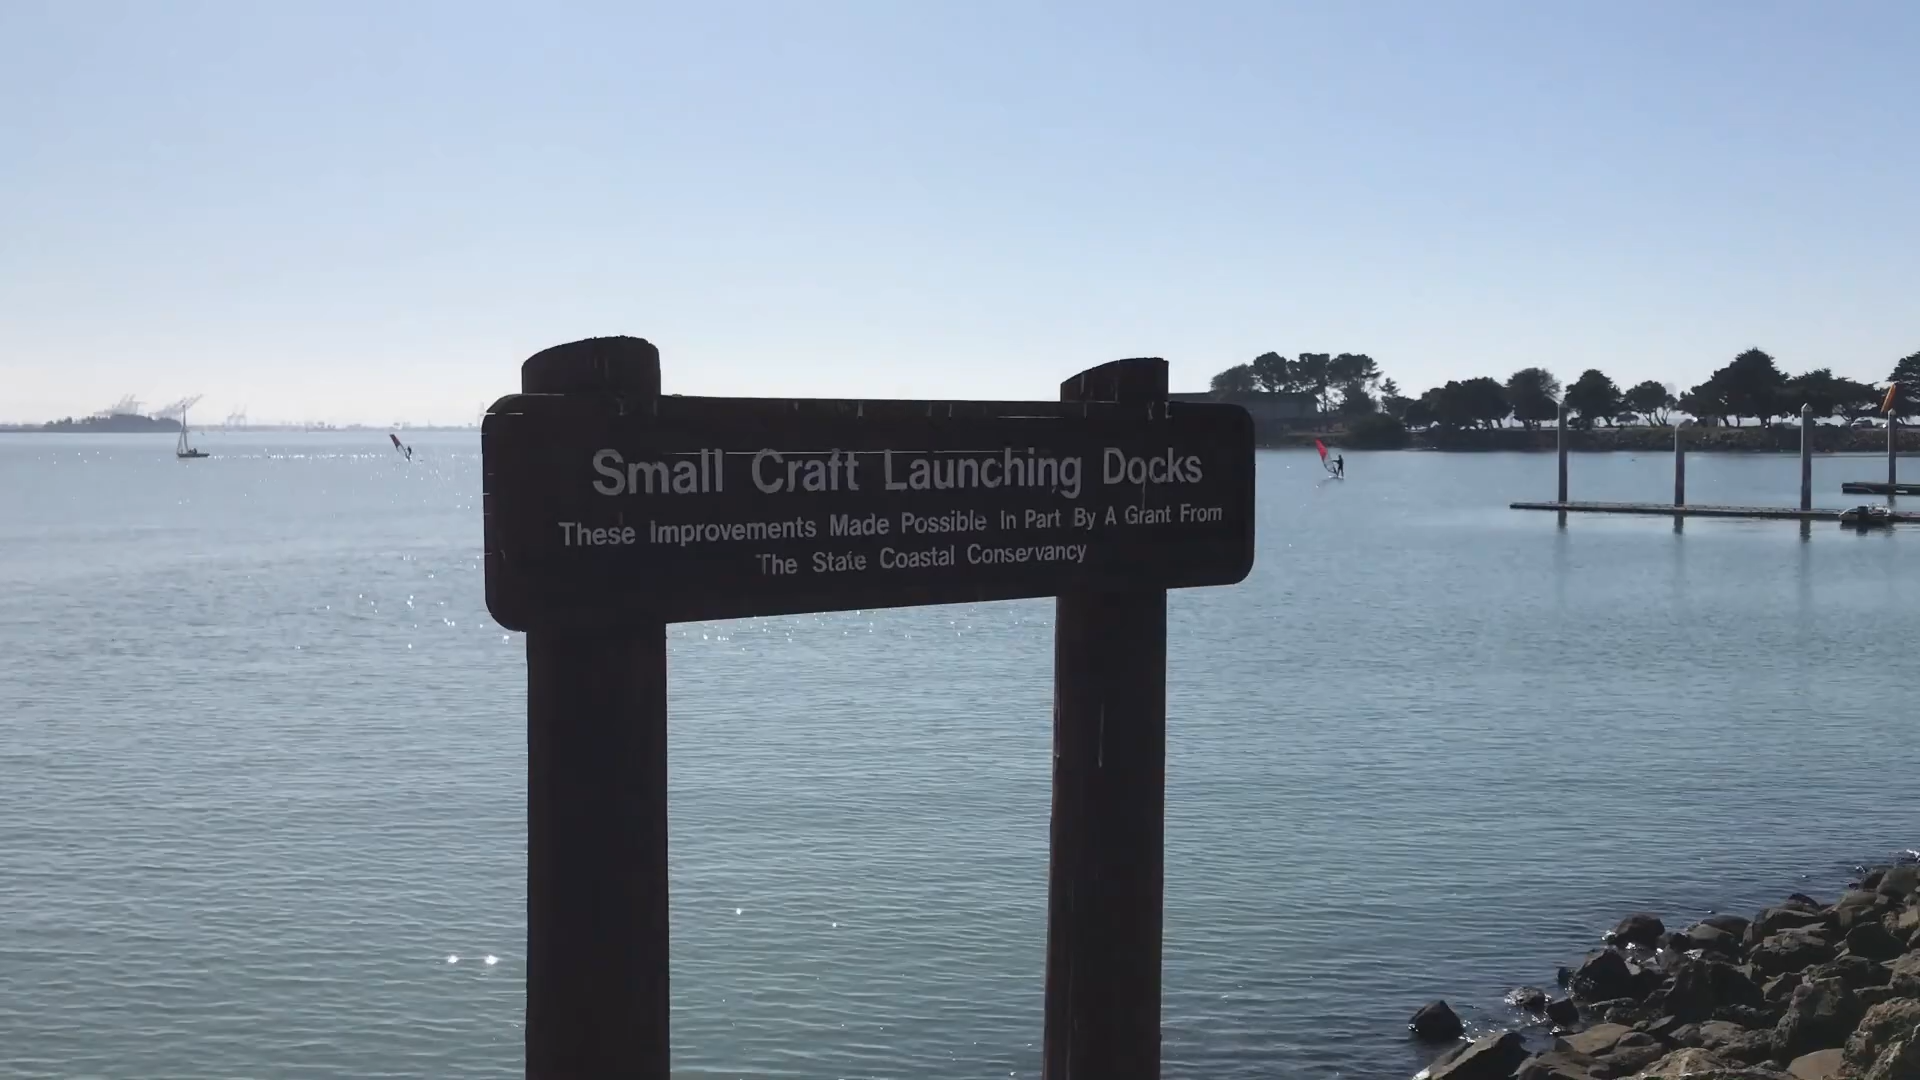 Small Craft Launching Docks
These Improvements Made Possible In Part By A Grant From
The State Coastal Conservancy